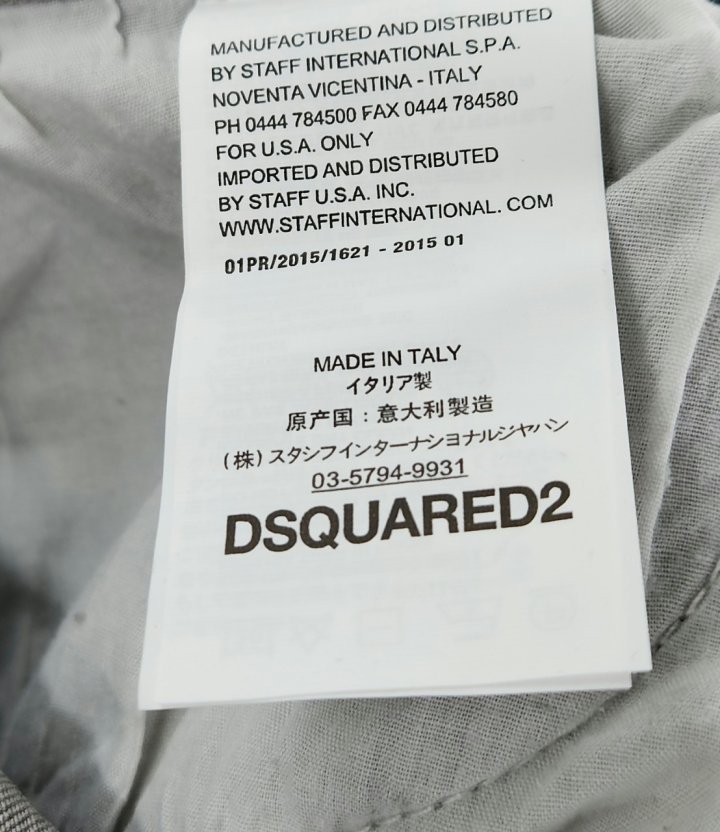 MANUFACTURED AND DISTRIBUTED
BY STAFF INTERNATIONAL S.P.A.
NOVENTA VICENTINA - ITALY
PH 0444 784500 FAX 0444 784580
FOR U.S.A. ONLY
IMPORTED AND DISTRIBUTED
BY STAFF U.S.A. INC.
WWW.STAFFINTERNATIONAL. COM
01PR/2015/1621 - 2015 01
MADE IN TALY
イタリア製
原产国：意大利製造
(株) スタシフインターナショナルジャバン
03-5794-9931
DSQUARED2